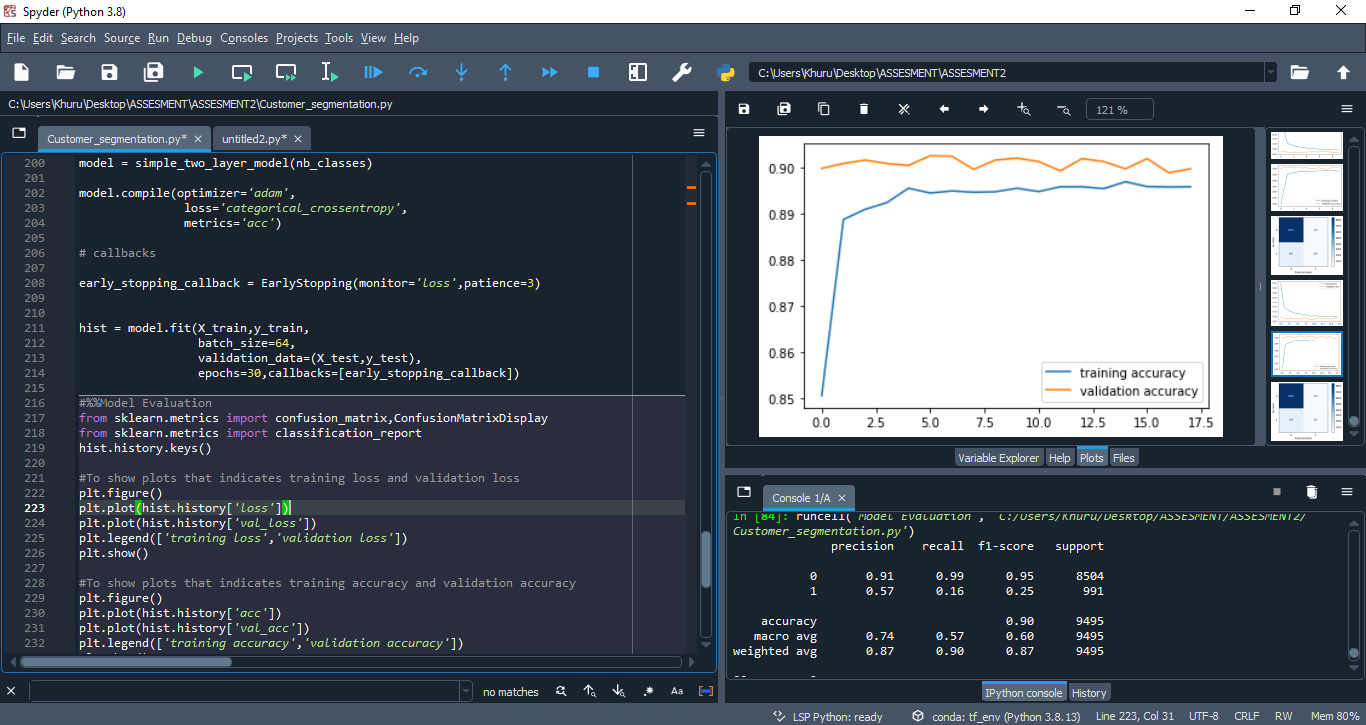 Spyder (Python 3.8)
File Edit Search Source Run Debug Consoles Projects Tools View Help
C:\Users\Khuru\Desktop\ASSESMENT\ASSESMENT2
C:\Users\Khuru\Desktop\ASSESMENT\ASSESMENT2\Customer_segmentation.py
Customer_segmentation.py*
untitled2.py*
200 model = simple_two_layer_model(nb_classes)
201
202 model.compile(optimizer='adam',
203 loss='categorical_crossentropy',
204 metrics='acc')
205
206 # callbacks
207
208 early_stopping_callback = EarlyStopping(monitor='loss',patience=3)
209
210
211 hist = model.fit(X_train,y_train,
212 batch_size=64,
213 validation_data=(X_test,y_test),
214 epochs=30,callbacks=[early_stopping_callback])
215
216 #%%Model Evaluation
217 from sklearn.metrics import confusion_matrix,ConfusionMatrixDisplay
218 from sklearn.metrics import classification_report
219 hist.history.keys()
220
221 #To show plots that indicates training loss and validation loss
222 plt.figure()
223 plt.plot(hist.history['loss'])
224 plt.plot(hist.history['val_loss'])
225 plt.legend(['training loss','validation loss'])
226 plt.show()
227
228 #To show plots that indicates training accuracy and validation accuracy
229 plt.figure()
230 plt.plot(hist.history['acc'])
231 plt.plot(hist.history['val_acc'])
232 plt.legend(['training accuracy','validation accuracy'])
no matches
Aa
121 %
0.90
0.89
0.88
0.87
0.86
0.85
training accuracy
validation accuracy
0.0 2.5 5.0 7.5 10.0 12.5 15.0 17.5
Variable Explorer Help Plots Files
Console 1/A
In [84]: runcell('Model Evaluation', 'C:/Users/Khuru/Desktop/ASSESMENT/ASSESMENT2/
Customer_segmentation.py')
precision recall f1-score support
0 0.91 0.99 0.95 8504
1 0.57 0.16 0.25 991
accuracy 0.90 9495
macro avg 0.74 0.57 0.60 9495
weighted avg 0.87 0.90 0.87 9495
IPython console History
LSP Python: ready conda: tf_env (Python 3.8.13) Line 223, Col 31 UTF-8 CRLF RW Mem 80%